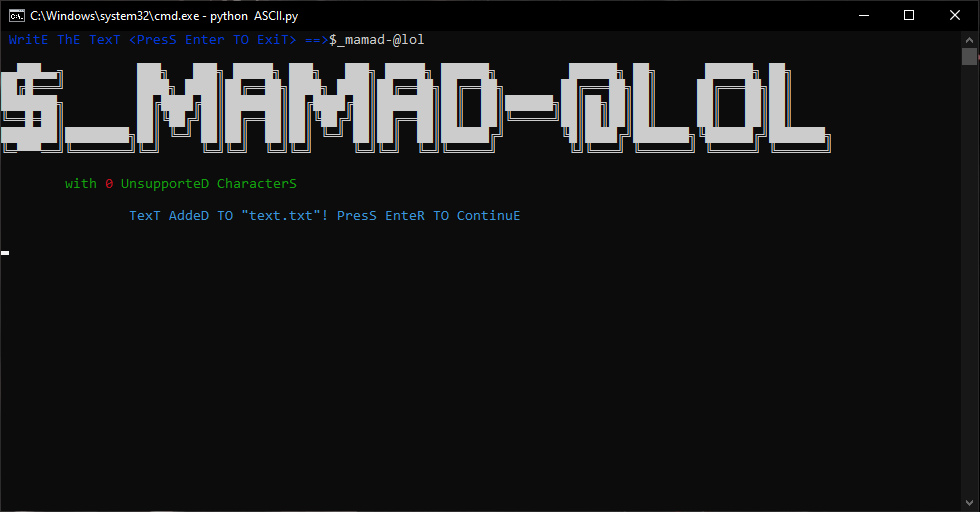 C:\Windows\system32\cmd.exe - python  ASCII.py
WritE ThE TexT <PresS Enter TO ExiT> ==>$_mamad-@lol
$_MAMAD-@LOL
with 0 UnsupporteD CharacterS
TexT AddeD TO "text.txt"! PresS EnteR TO ContinuE